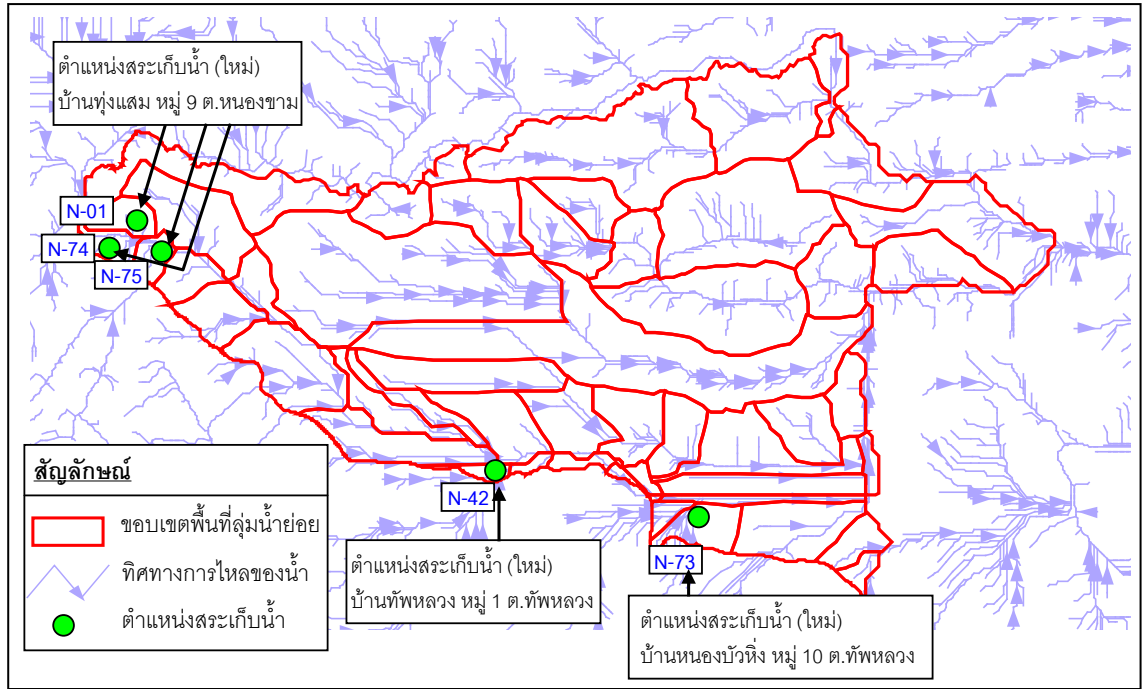 ตำแหน่งสระเก็บน้ำ (ใหม่)
บ้านทุ่งแสม หมู่ 9 ต.หนองขาม
N-01
N-74
N-75
N-42
N-73
ตำแหน่งสระเก็บน้ำ (ใหม่)
บ้านทัพหลวง หมู่ 1 ต.ทัพหลวง
ตำแหน่งสระเก็บน้ำ (ใหม่)
บ้านหนองบัวหิ่ง หมู่ 10 ต.ทัพหลวง
สัญลักษณ์
ขอบเขตพื้นที่ลุ่มน้ำย่อย
ทิศทางการไหลของน้ำ
ตำแหน่งสระเก็บน้ำ